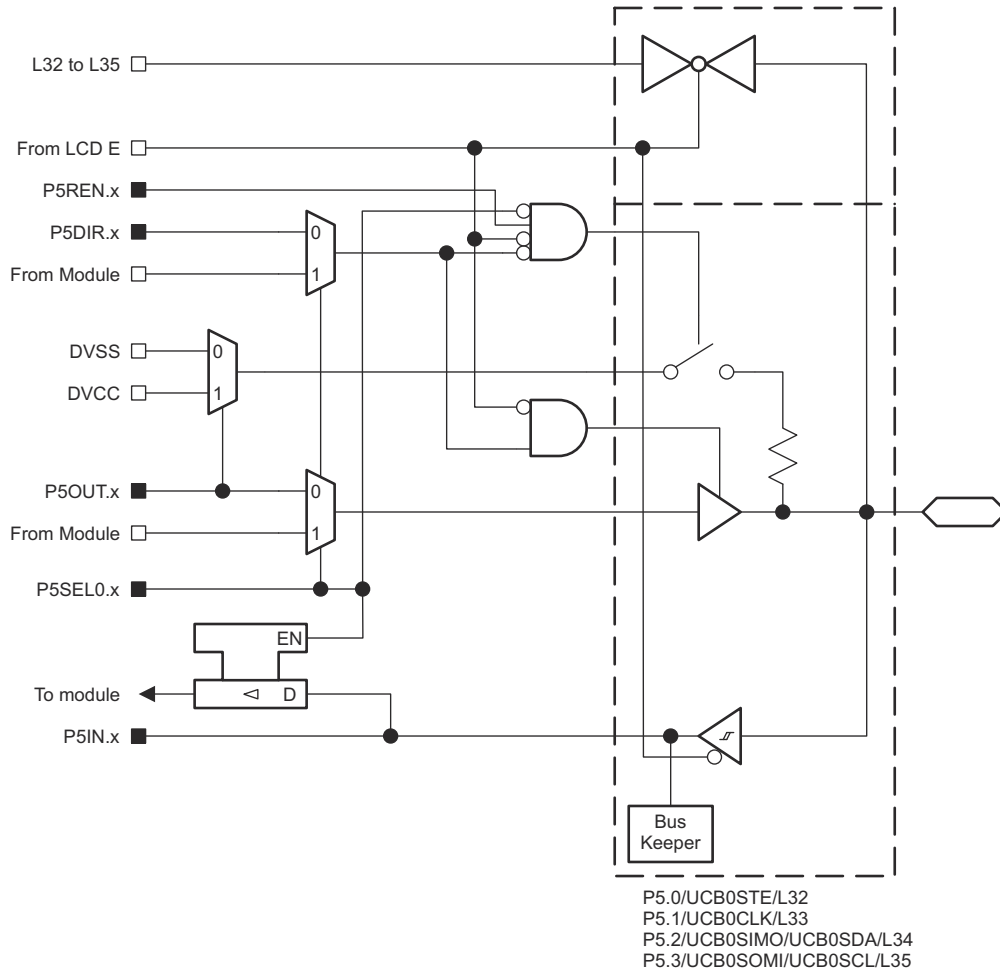 L32 to L35
From LCD E
P5REN.x
P5DIR.x
0
From Module
1
DVSS
0
DVCC
1
P5OUT.x
0
From Module
1
P5SEL0.x
EN
To module
D
P5IN.x
Bus
Keeper
P5.0/UCB0STE/L32
P5.1/UCB0CLK/L33
P5.2/UCB0SIMO/UCB0SDA/L34
P5.3/UCB0SOMI/UCB0SCL/L35